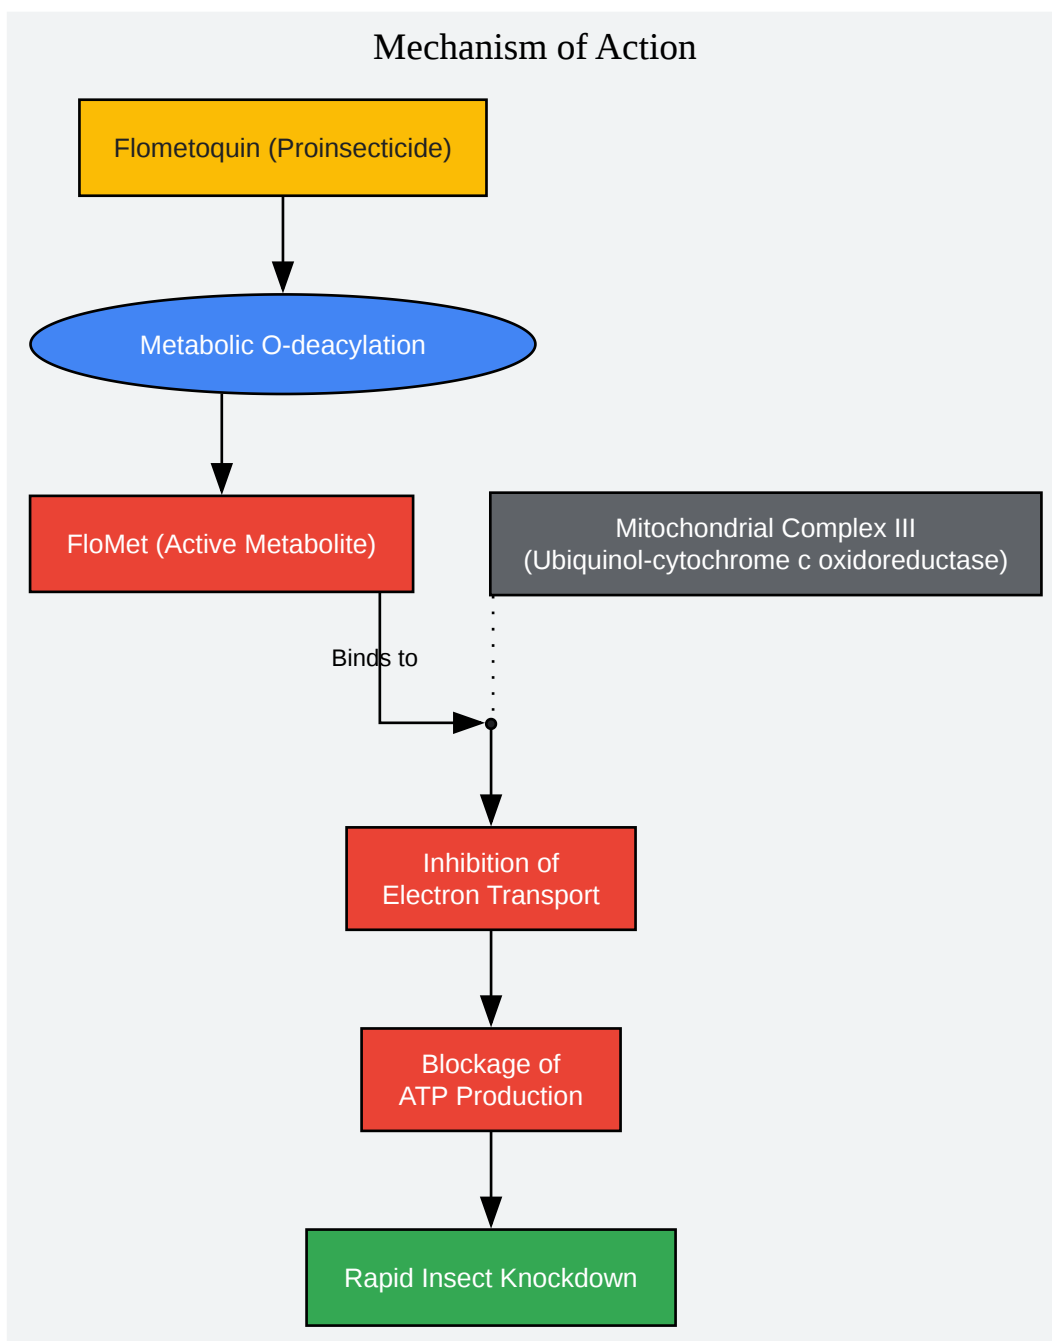 Mechanism of Action
Flometoquin (Proinsecticide)
Metabolic O-deacylation
FloMet (Active Metabolite)
Mitochondrial Complex III
(Ubiquinol-cytochrome c oxidoreductase)
Binds to
Inhibition of
Electron Transport
Blockage of
ATP Production
Rapid Insect Knockdown